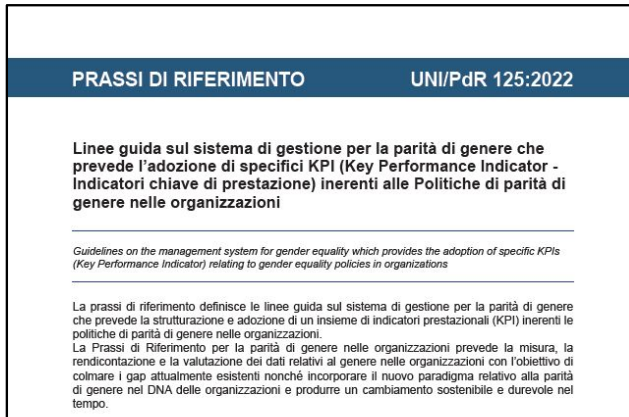 PRASSI DI RIFERIMENTO UNI/PdR 125:2022
Linee guida sul sistema di gestione per la parità di genere che
prevede l'adozione di specifici KPI (Key Performance Indicator -
Indicatori chiave di prestazione) inerenti alle Politiche di parità di
genere nelle organizzazioni
Guidelines on the management system for gender equality which provides the adoption of specific KPIs
(Key Performance Indicator) relating to gender equality policies in organizations
La prassi di riferimento definisce le linee guida sul sistema di gestione per la parità di genere
che prevede la strutturazione e adozione di un insieme di indicatori prestazionali (KPI) inerenti le
politiche di parità di genere nelle organizzazioni.
La Prassi di Riferimento per la parità di genere nelle organizzazioni prevede la misura, la
rendicontazione e la valutazione dei dati relativi al genere nelle organizzazioni con l'obiettivo di
colmare i gap attualmente esistenti nonché incorporare il nuovo paradigma relativo alla parità
di genere nel DNA delle organizzazioni e produrre un cambiamento sostenibile e durevole nel
tempo.